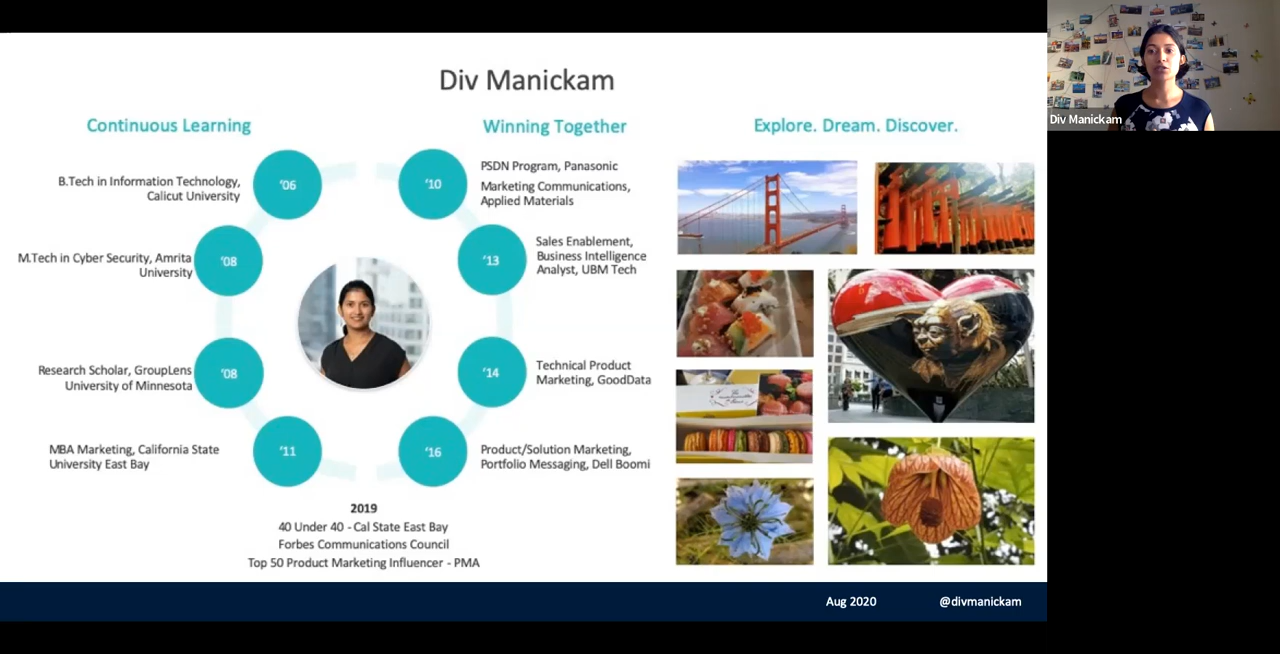 Div Manickam
Continuous Learning
'06
B.Tech in Information Technology,
Calicut University
'08
M.Tech in Cyber Security, Amrita
University
'08
Research Scholar, GroupLens
University of Minnesota
'11
MBA Marketing, California State
University East Bay
Winning Together
'10
PSDN Program, Panasonic
Marketing Communications,
Applied Materials
'13
Sales Enablement,
Business Intelligence
Analyst, UBM Tech
'14
Technical Product
Marketing, GoodData
'16
Product/Solution Marketing,
Portfolio Messaging, Dell Boomi
2019
40 Under 40 - Cal State East Bay
Forbes Communications Council
Top 50 Product Marketing Influencer - PMA
Explore. Dream. Discover.
Aug 2020
@divmanickam
Div Manickam